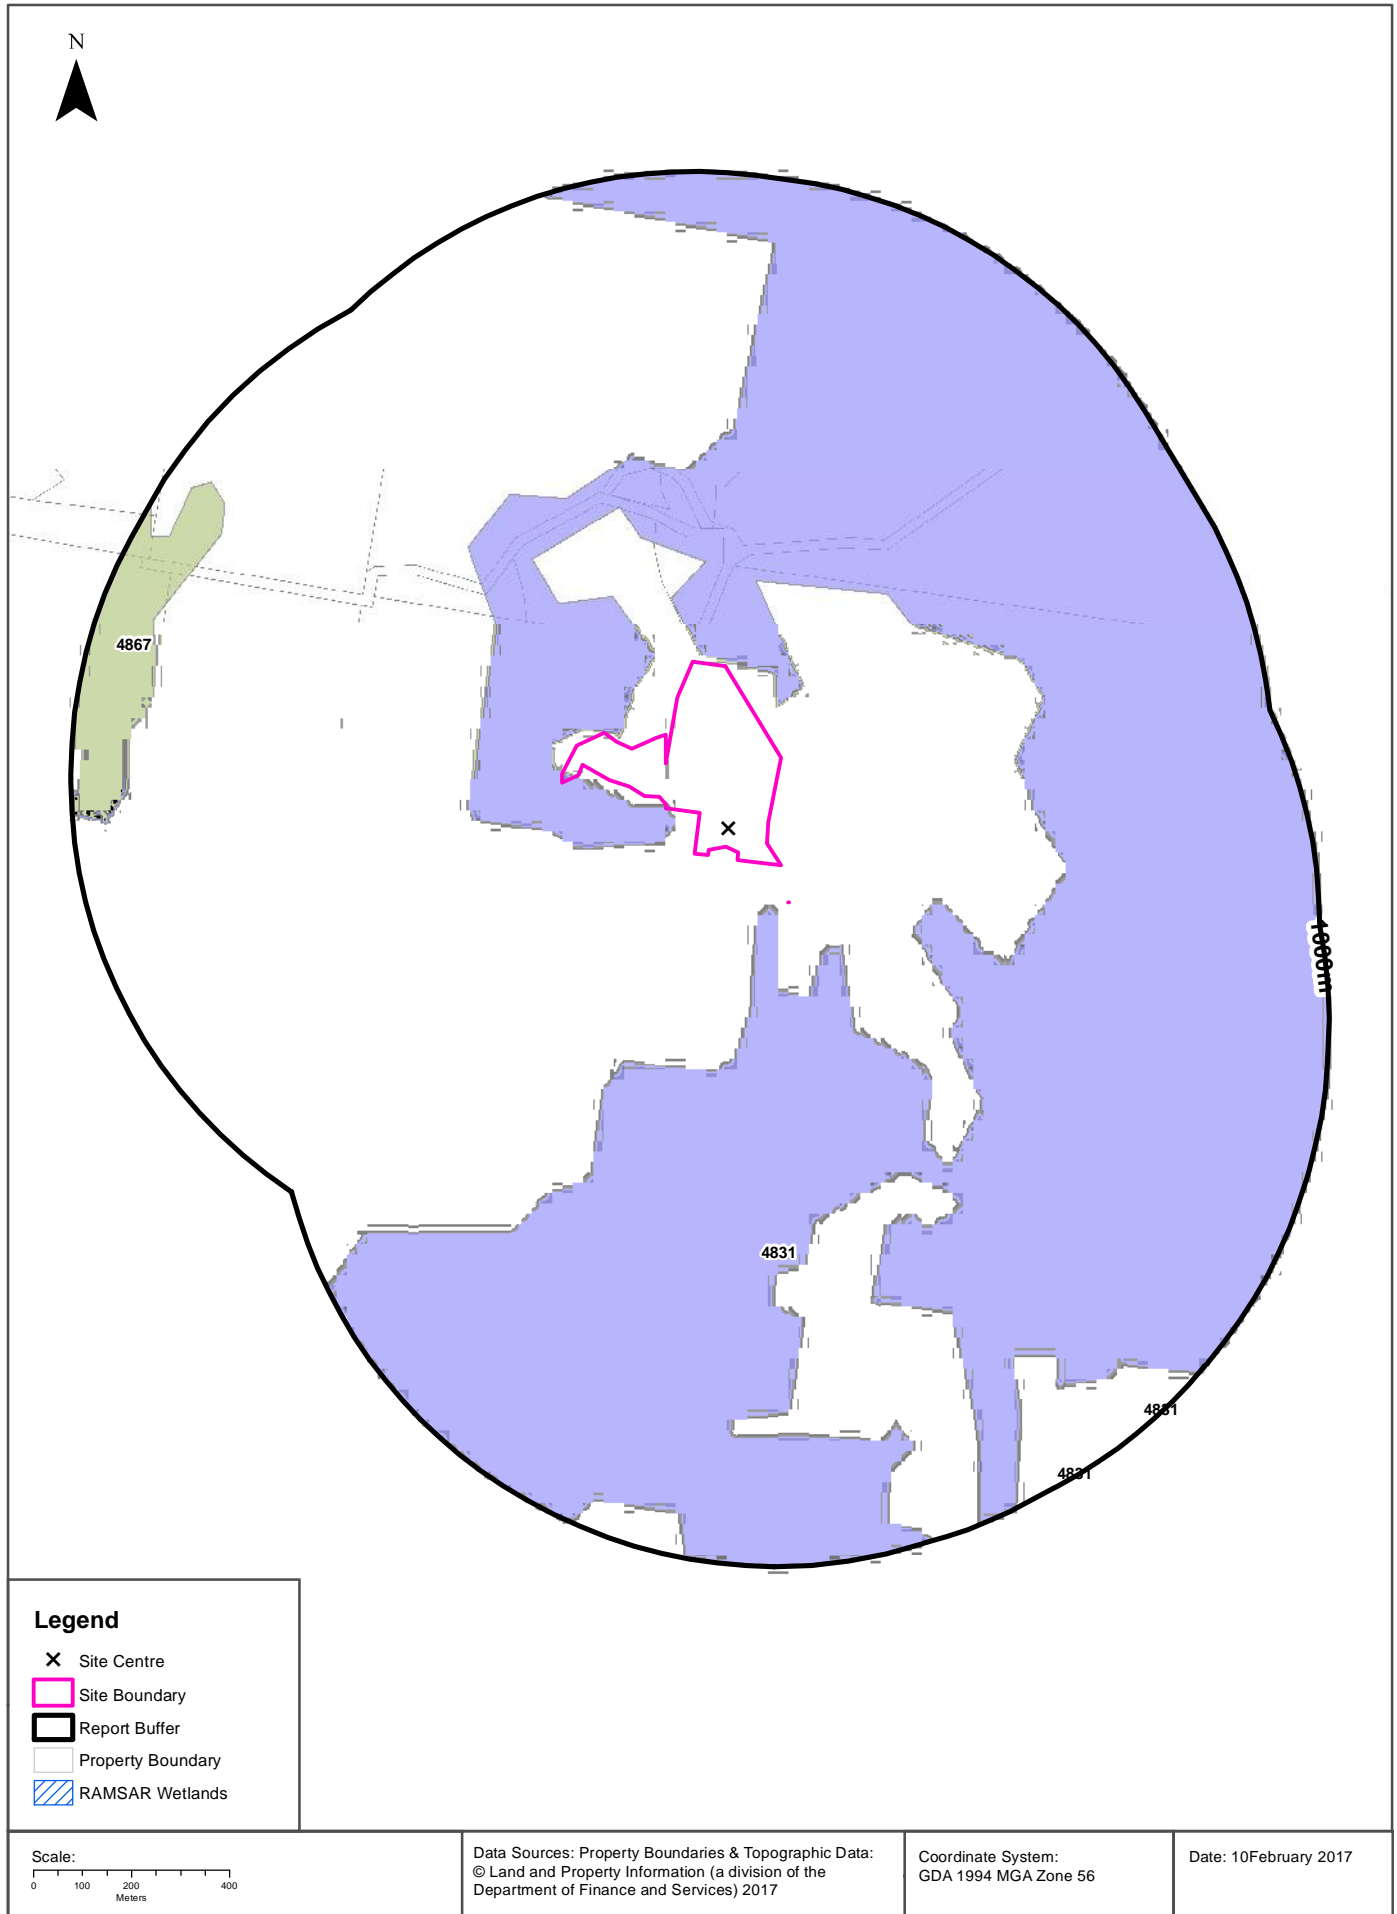 N
4867
1000m
4831
4831
4831
Legend
Site Centre
Site Boundary
Report Buffer
Property Boundary
RAMSAR Wetlands
Scale:
0 100 200 400
Meters
Data Sources: Property Boundaries & Topographic Data:
© Land and Property Information (a division of the
Department of Finance and Services) 2017
Coordinate System:
GDA 1994 MGA Zone 56
Date: 10February 2017